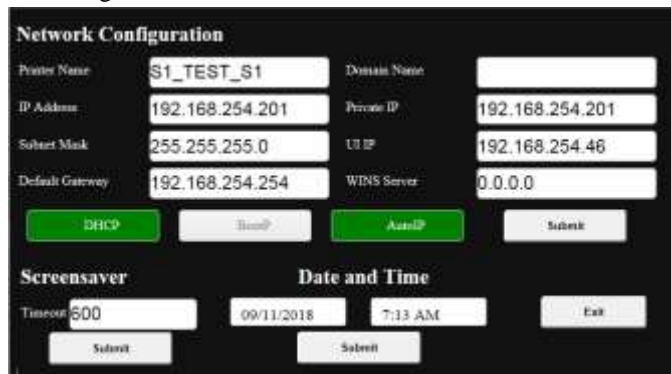 Network Configuration
Printer Name S1_TEST_S1 Domain Name
IP Address 192.168.254.201 Private IP 192.168.254.201
Subnet Mask 255.255.255.0 UI IP 192.168.254.46
Default Gateway 192.168.254.254 WINS Server 0.0.0.0
DHCP BootP AutoIP Submit
Screensaver Date and Time
Timeout 600 09/11/2018 7:13 AM Exit
Submit Submit